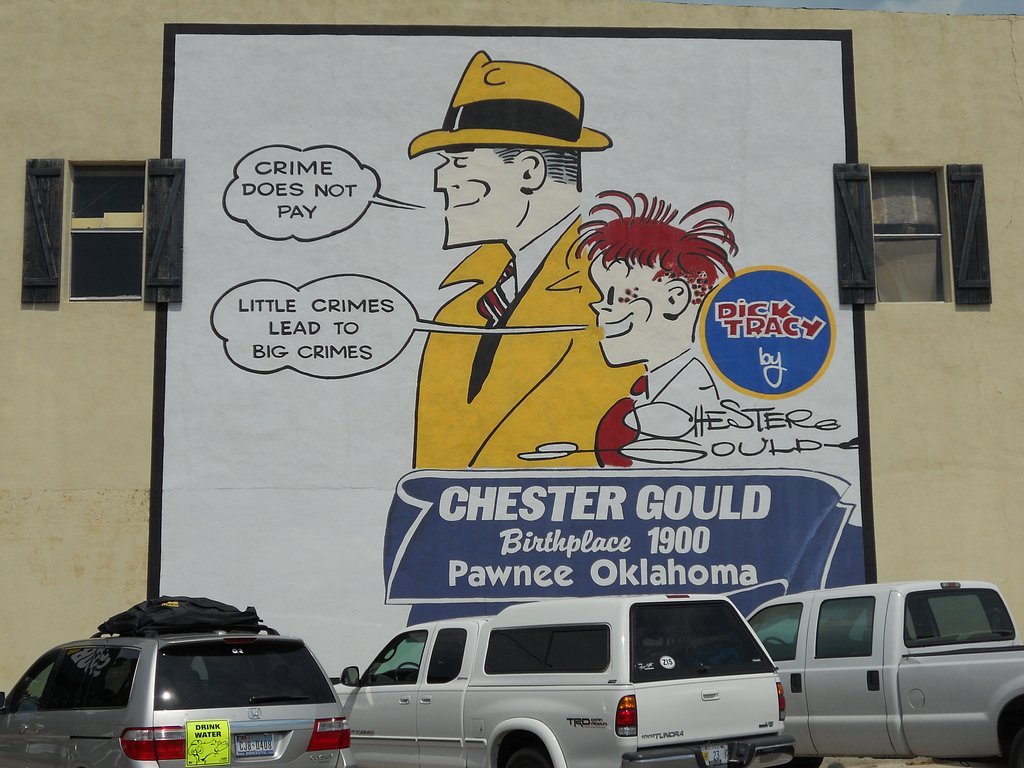 CRIME
DOES NOT
PAY
LITTLE CRIMES
LEAD TO
BIG CRIMES
DICK
TRACY
by
CHESTER
GOULD
CHESTER GOULD
Birthplace 1900
Pawnee Oklahoma
DRINK
WATER
TRD
TUNDRA